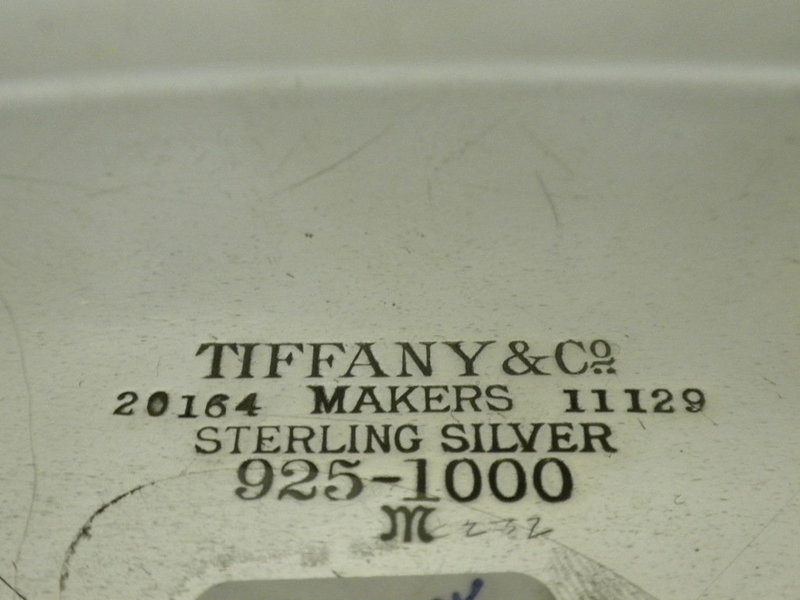 TIFFANY & Cº
20164 MAKERS 11129
STERLING SILVER
925-1000
M